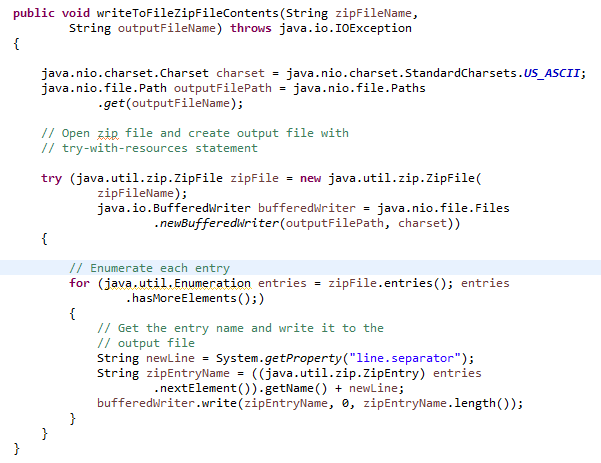 public void writeToFileZipFileContents(String zipFileName,
        String outputFileName) throws java.io.IOException
{
    java.nio.charset.Charset charset = java.nio.charset.StandardCharsets.US_ASCII;
    java.nio.file.Path outputFilePath = java.nio.file.Paths
            .get(outputFileName);
    // Open zip file and create output file with
    // try-with-resources statement
    try (java.util.zip.ZipFile zipFile = new java.util.zip.ZipFile(
            zipFileName);
            java.io.BufferedWriter bufferedWriter = java.nio.file.Files
                    .newBufferedWriter(outputFilePath, charset))
    {
        // Enumerate each entry
        for (java.util.Enumeration entries = zipFile.entries(); entries
                .hasMoreElements();)
        {
            // Get the entry name and write it to the
            // output file
            String newLine = System.getProperty("line.separator");
            String zipEntryName = ((java.util.zip.ZipEntry) entries
                    .nextElement()).getName() + newLine;
            bufferedWriter.write(zipEntryName, 0, zipEntryName.length());
        }
    }
}